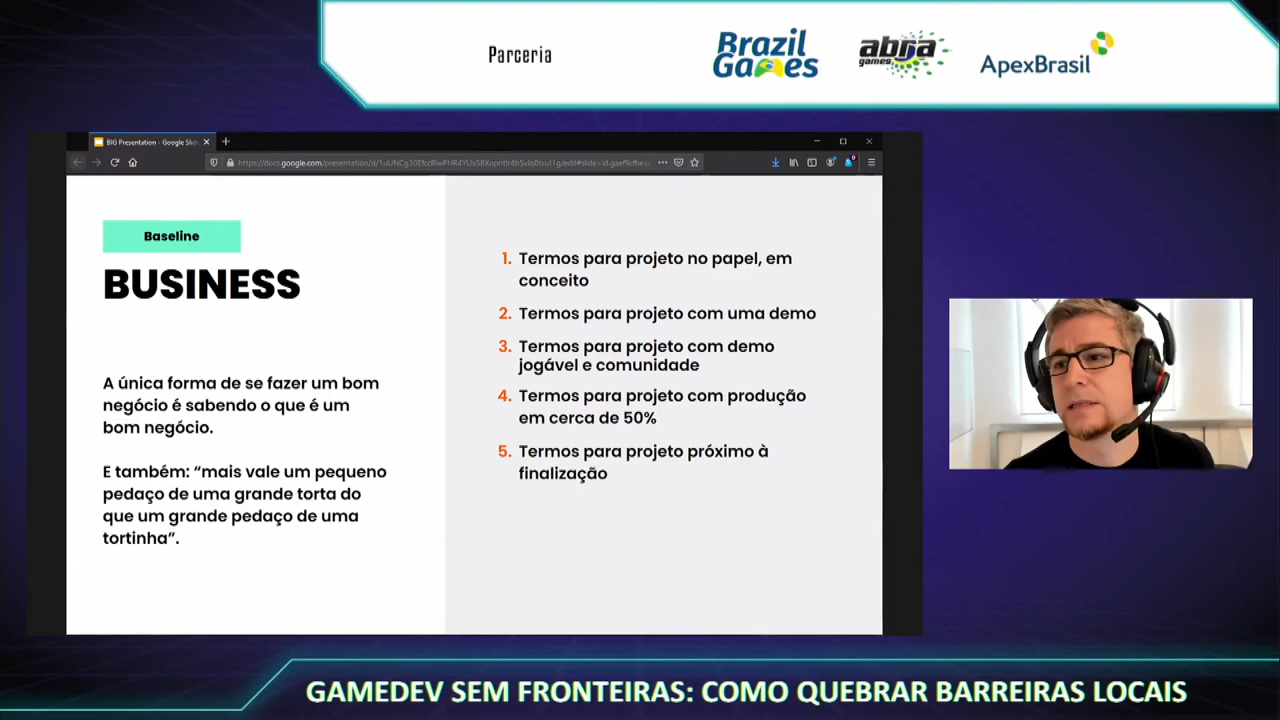 Parceria
Brazil
Games
abra
games
ApexBrasil
BIG Presentation - Google Slid
Baseline
BUSINESS
A única forma de se fazer um bom
negócio é sabendo o que é um
bom negócio.
E também: “mais vale um pequeno
pedaço de uma grande torta do
que um grande pedaço de uma
tortinha”.
1. Termos para projeto no papel, em
conceito
2. Termos para projeto com uma demo
3. Termos para projeto com demo
jogável e comunidade
4. Termos para projeto com produção
em cerca de 50%
5. Termos para projeto próximo à
finalização
GAMEDEV SEM FRONTEIRAS: COMO QUEBRAR BARREIRAS LOCAIS